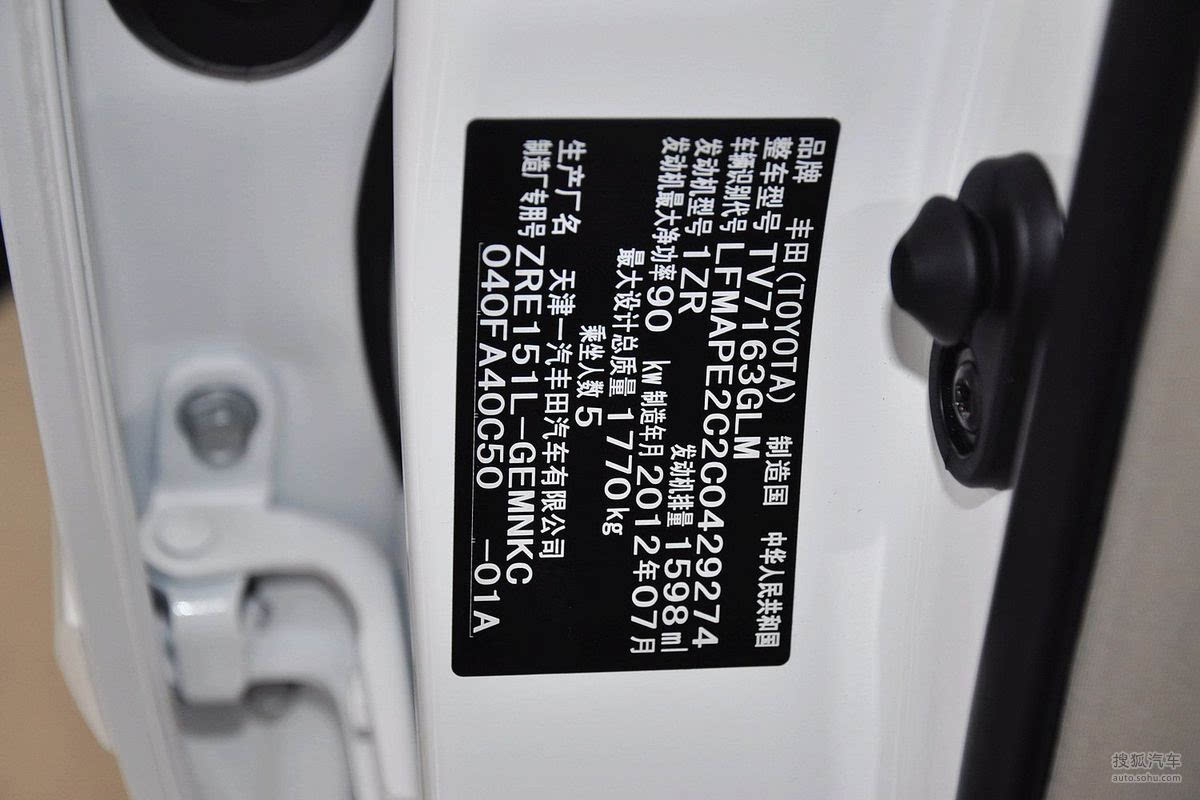 品牌 丰田(TOYOTA) 制造国 中华人民共和国
整车型号 TV7163GLM
车辆识别代号 LFMAPE2C2C0429274
发动机型号 1ZR 发动机排量 1598ml
发动机最大净功率 90 kw 制造年月 2012年07月
最大设计总质量 1770kg
乘坐人数 5
生产厂名 天津一汽丰田汽车有限公司
制造厂专用号 ZRE151L-GEMNKC
040FA40C50 -01A
搜狐汽车
auto.sohu.com